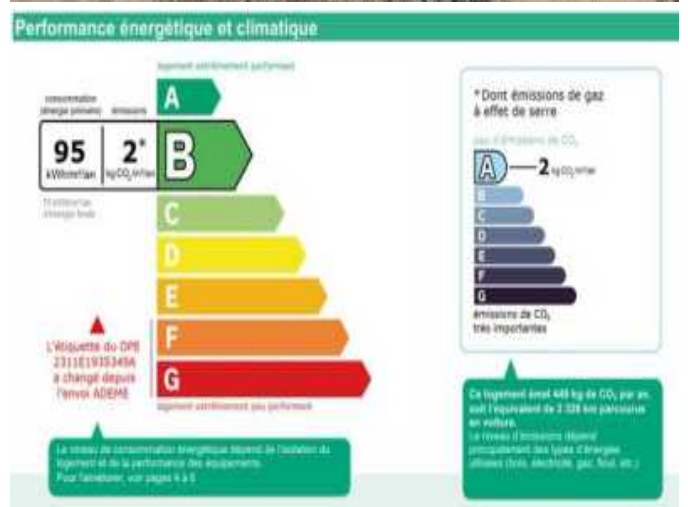 Performance énergétique et climatique
logement extrêmement performant
consommation
(énergie primaire)
émissions
A
95
kWh/m²/an
2*
kg CO₂/m²/an
B
d'énergie finale
C
D
E
F
G
logement extrêmement peu performant
L'étiquette du DPE
2311E1935349A
a changé depuis
l'envoi ADEME
Le niveau de consommation énergétique dépend de l'isolation du
logement et de la performance des équipements.
Pour l'améliorer, voir pages 4 à 6
*Dont émissions de gaz
à effet de serre
peu d'émissions de CO₂
A
2 kg CO₂/m²/an
B
C
D
E
F
G
émissions de CO₂
très importantes
Ce logement émet 449 kg de CO₂ par an,
soit l'équivalent de 2 328 km parcourus
en voiture.
Le niveau d'émissions dépend
principalement des types d'énergies
utilisées (bois, électricité, gaz, fioul, etc.)